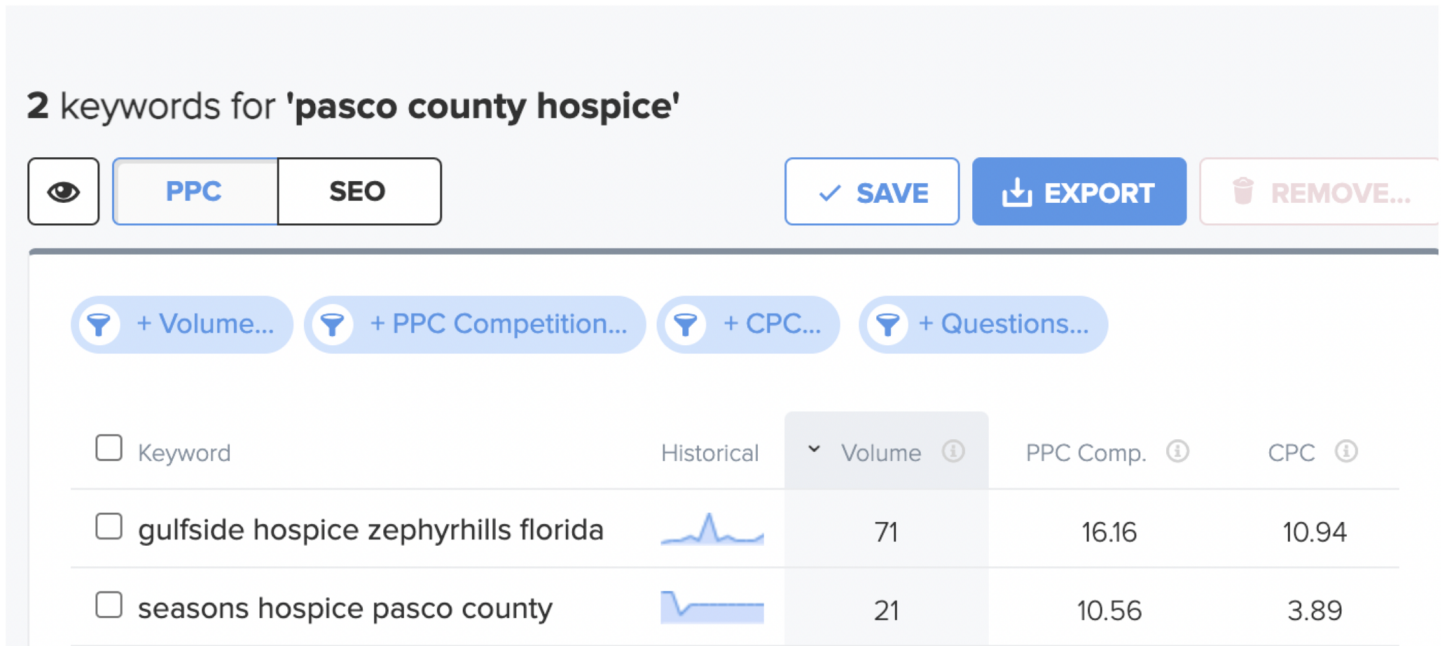 2 keywords for 'pasco county hospice'
PPC SEO SAVE EXPORT REMOVE...
+ Volume... + PPC Competition... + CPC... + Questions...
Keyword Historical Volume PPC Comp. CPC
gulfside hospice zephyrhills florida 71 16.16 10.94
seasons hospice pasco county 21 10.56 3.89